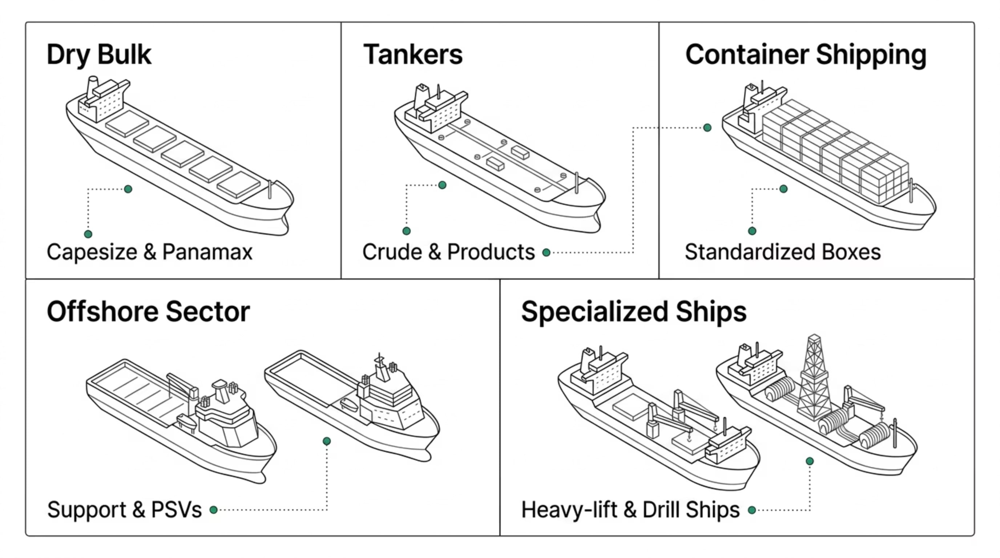 Dry Bulk
Tankers
Container Shipping
Capesize & Panamax
Crude & Products
Standardized Boxes
Offshore Sector
Specialized Ships
Support & PSVs
Heavy-lift & Drill Ships